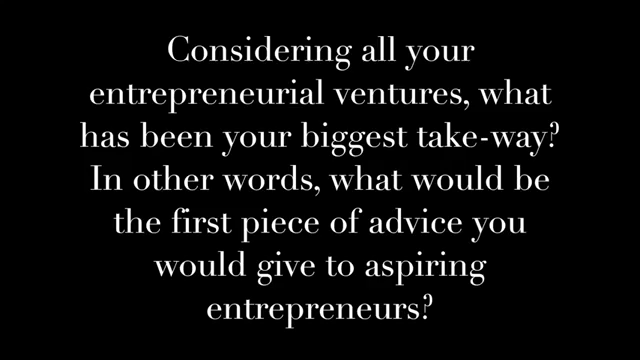 Considering all your
entrepreneurial ventures, what
has been your biggest take-way?
In other words, what would be
the first piece of advice you
would give to aspiring
entrepreneurs?